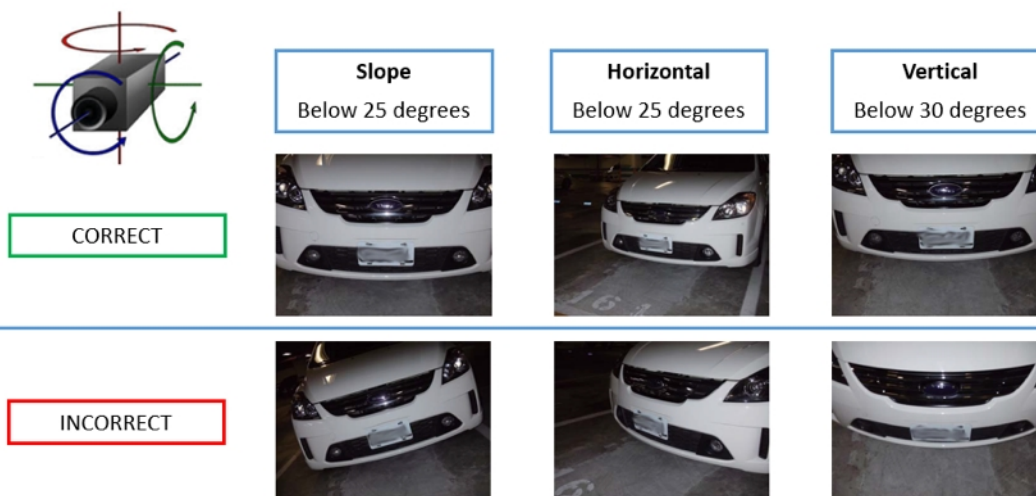 Slope
Below 25 degrees
Horizontal
Below 25 degrees
Vertical
Below 30 degrees
CORRECT
INCORRECT